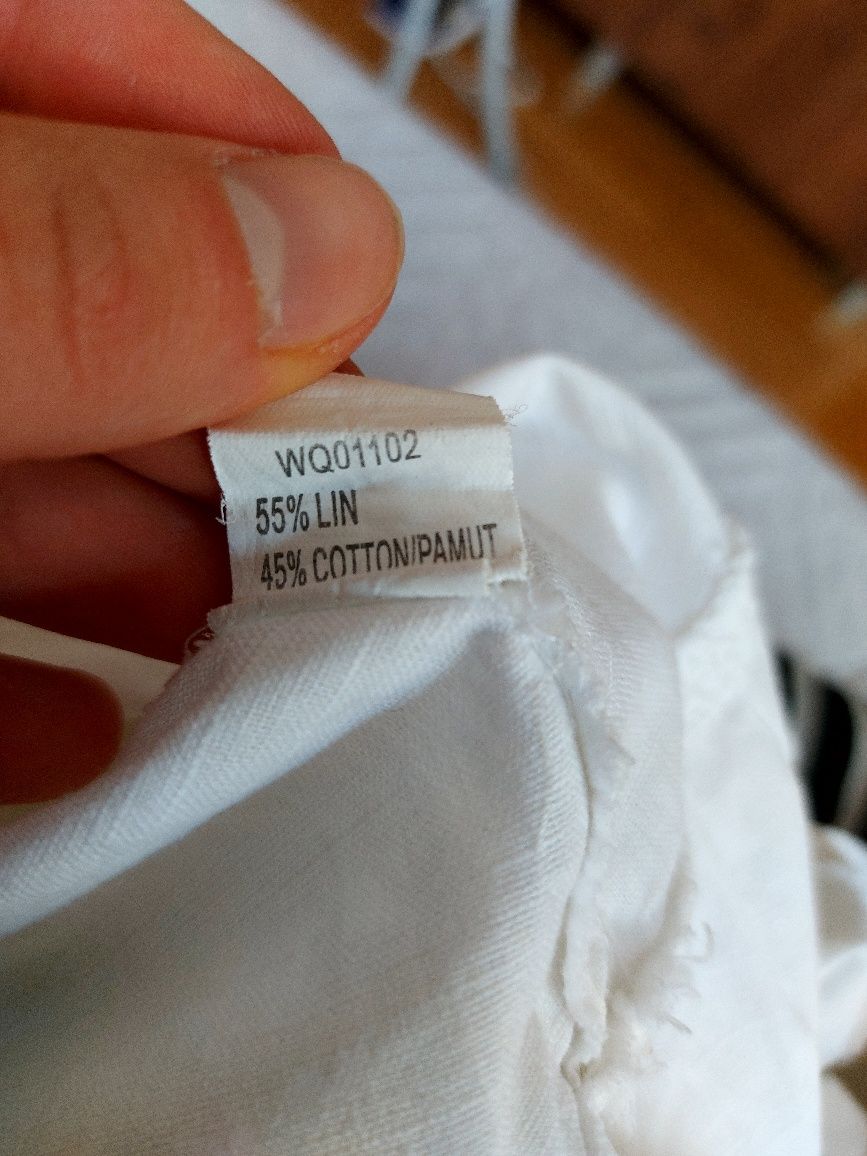 WQ01102
55% LIN
45% COTTON/PAMUT